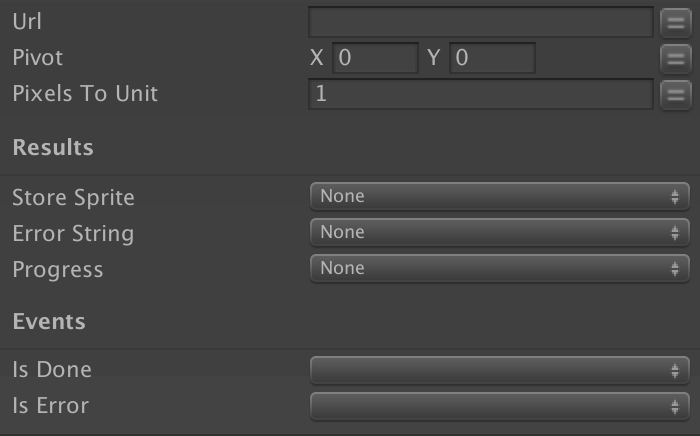 Url
Pivot X 0 Y 0
Pixels To Unit 1
Results
Store Sprite None
Error String None
Progress None
Events
Is Done
Is Error